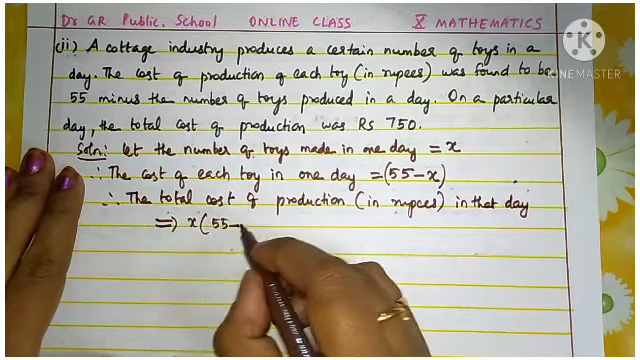 Dr GR Public. School ONLINE CLASS X MATHEMATICS
(ii) A cottage industry produces a certain number of toys in a
day. The cost of production of each toy (in rupees) was found to be
55 minus the number of toys produced in a day. On a particular
day, the total cost of production was Rs 750.
Soln: let the number of toys made in one day = x
∴ The cost of each toy in one day = (55-x)
∴ The total cost of production (in rupees) in that day
⇒ x(55-
K
KINEMASTER